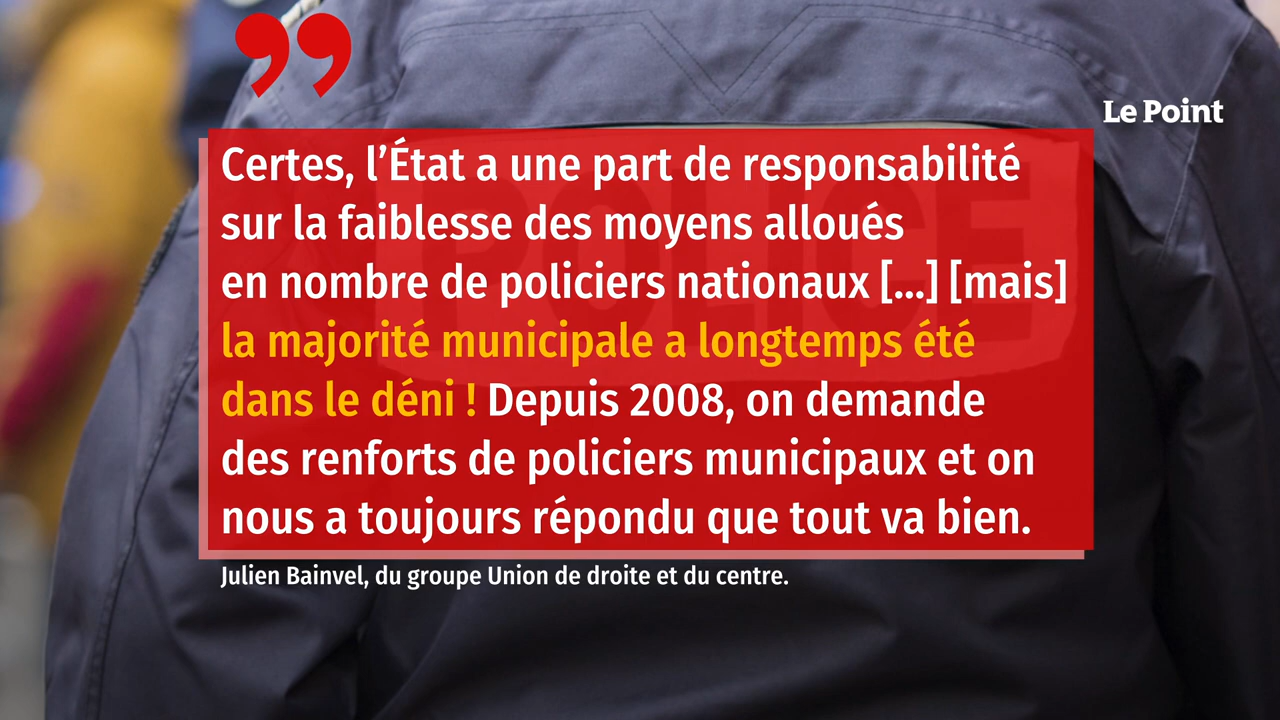 ”
Le Point
Certes, l’État a une part de responsabilité
sur la faiblesse des moyens alloués
en nombre de policiers nationaux [...] [mais]
la majorité municipale a longtemps été
dans le déni ! Depuis 2008, on demande
des renforts de policiers municipaux et on
nous a toujours répondu que tout va bien.
Julien Bainvel, du groupe Union de droite et du centre.
POLICE